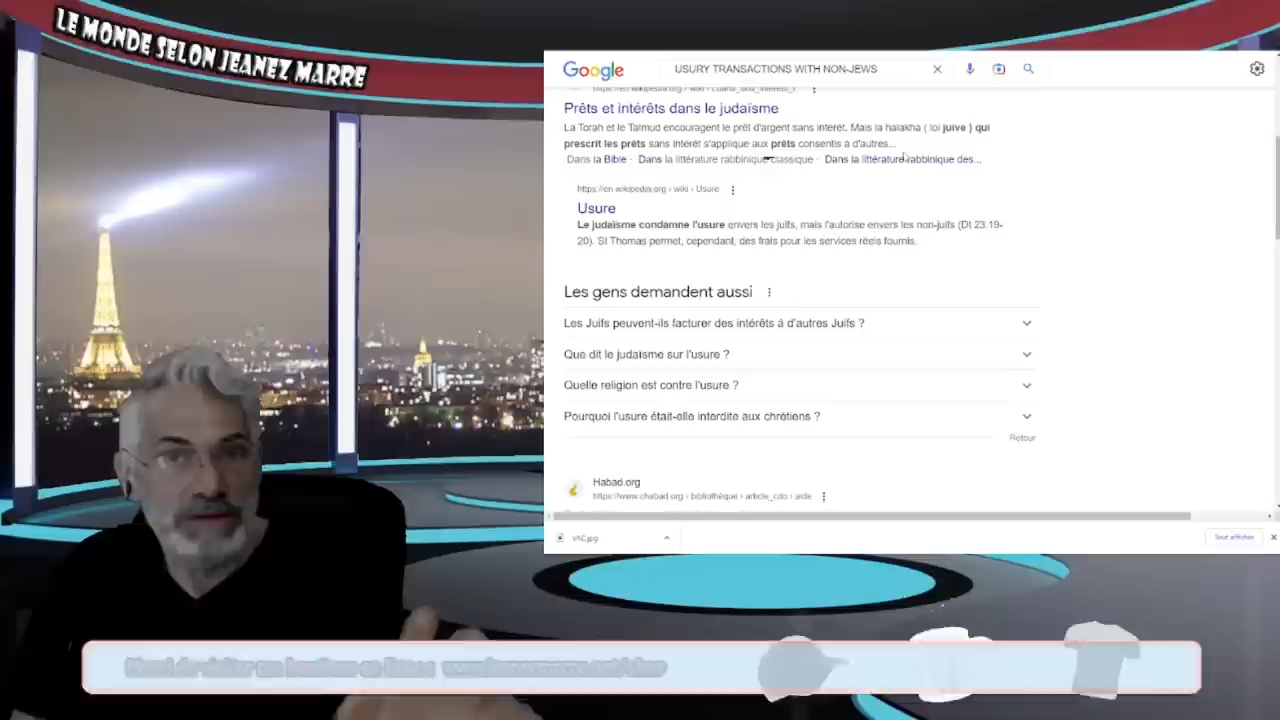 LE MONDE SELON JEANEZ MARRE
Google
USURY TRANSACTIONS WITH NON-JEWS
Prêts et intérêts dans le judaïsme
La Torah et le Talmud encouragent le prêt d'argent sans intérêt. Mais la halakha ( loi juive ) qui
prescrit les prêts sans intérêt s'applique aux prêts consentis à d'autres...
Dans la Bible · Dans la littérature rabbinique classique · Dans la littérature rabbinique des...
https://en.wikipedia.org › wiki › Usure
Usure
Le judaïsme condamne l'usure envers les juifs, mais l'autorise envers les non-juifs (Dt 23.19-
20). St Thomas permet, cependant, des frais pour les services réels fournis.
Les gens demandent aussi
Les Juifs peuvent-ils facturer des intérêts à d'autres Juifs ?
Que dit le judaïsme sur l'usure ?
Quelle religion est contre l'usure ?
Pourquoi l'usure était-elle interdite aux chrétiens ?
Retour
Habad.org
https://www.chabad.org › bibliothèque › article_cdo › aide
VAC.jpg
Tout afficher